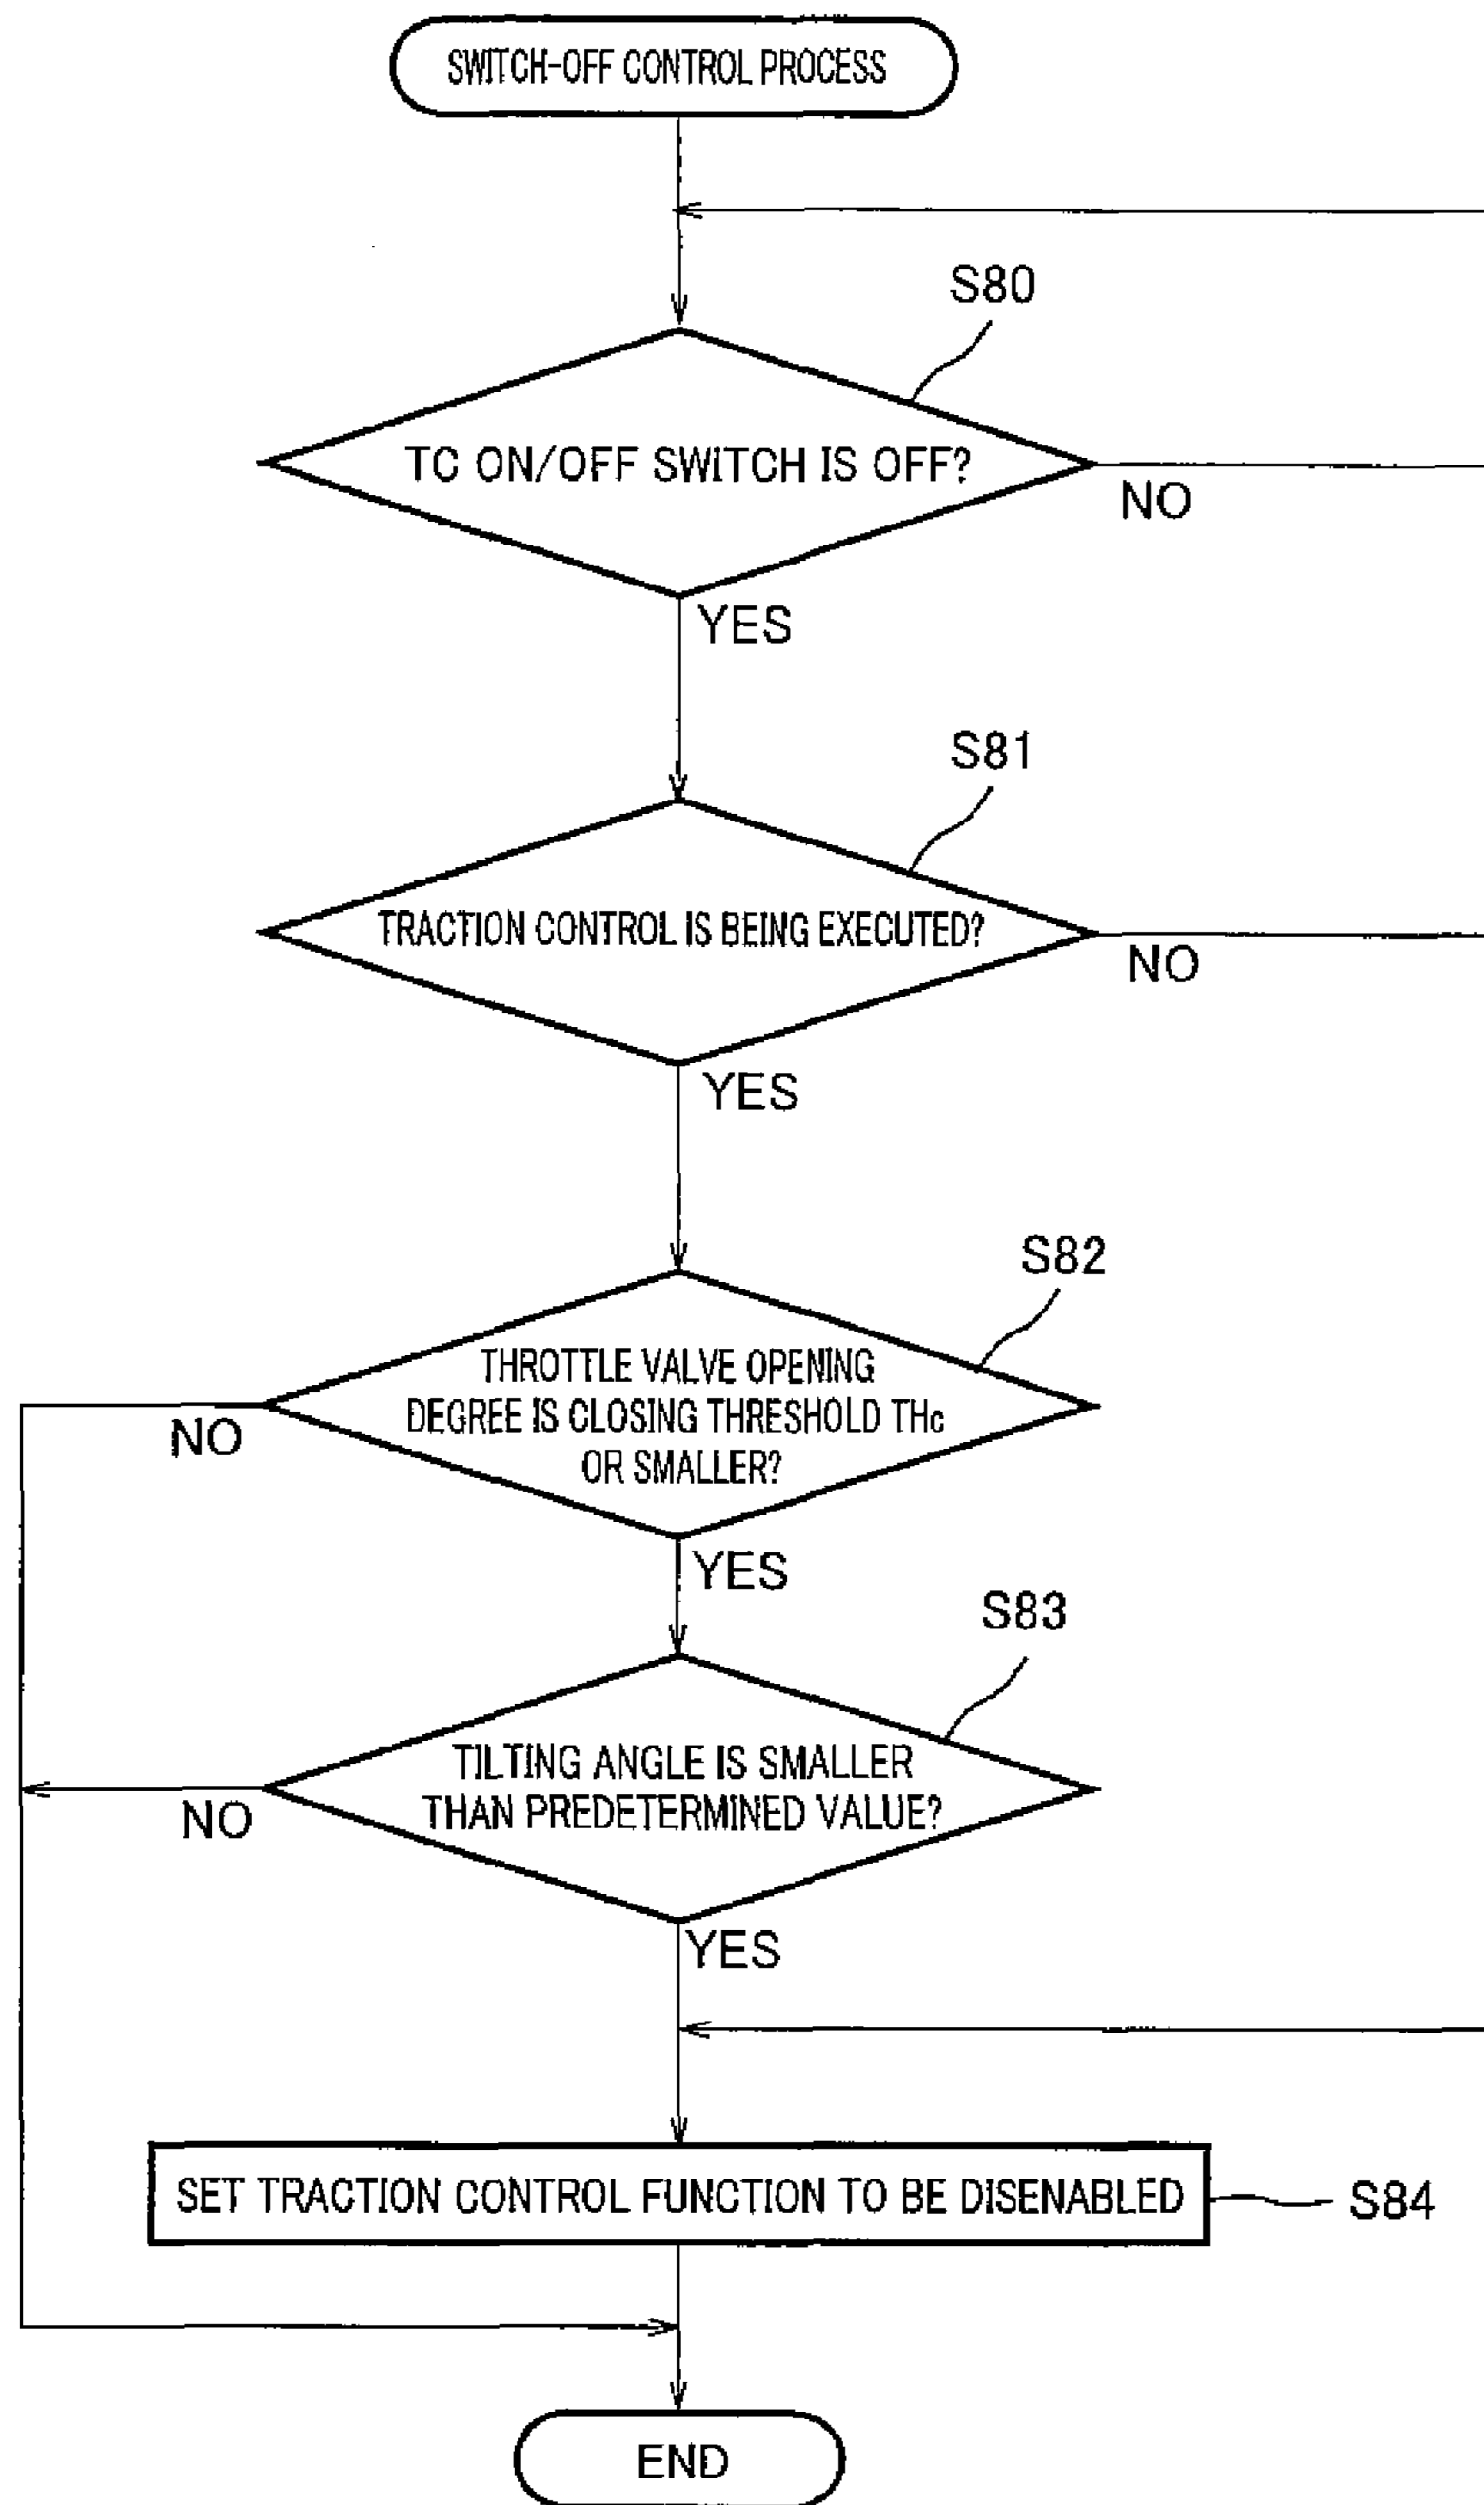 SWITCH-OFF CONTROL PROCESS
S80
TC ON/OFF SWITCH IS OFF?
NO
YES
S81
TRACTION CONTROL IS BEING EXECUTED?
NO
YES
S82
THROTTLE VALVE OPENING
DEGREE IS CLOSING THRESHOLD THc
OR SMALLER?
NO
YES
S83
TILTING ANGLE IS SMALLER
THAN PREDETERMINED VALUE?
NO
YES
SET TRACTION CONTROL FUNCTION TO BE DISENABLED
S84
END